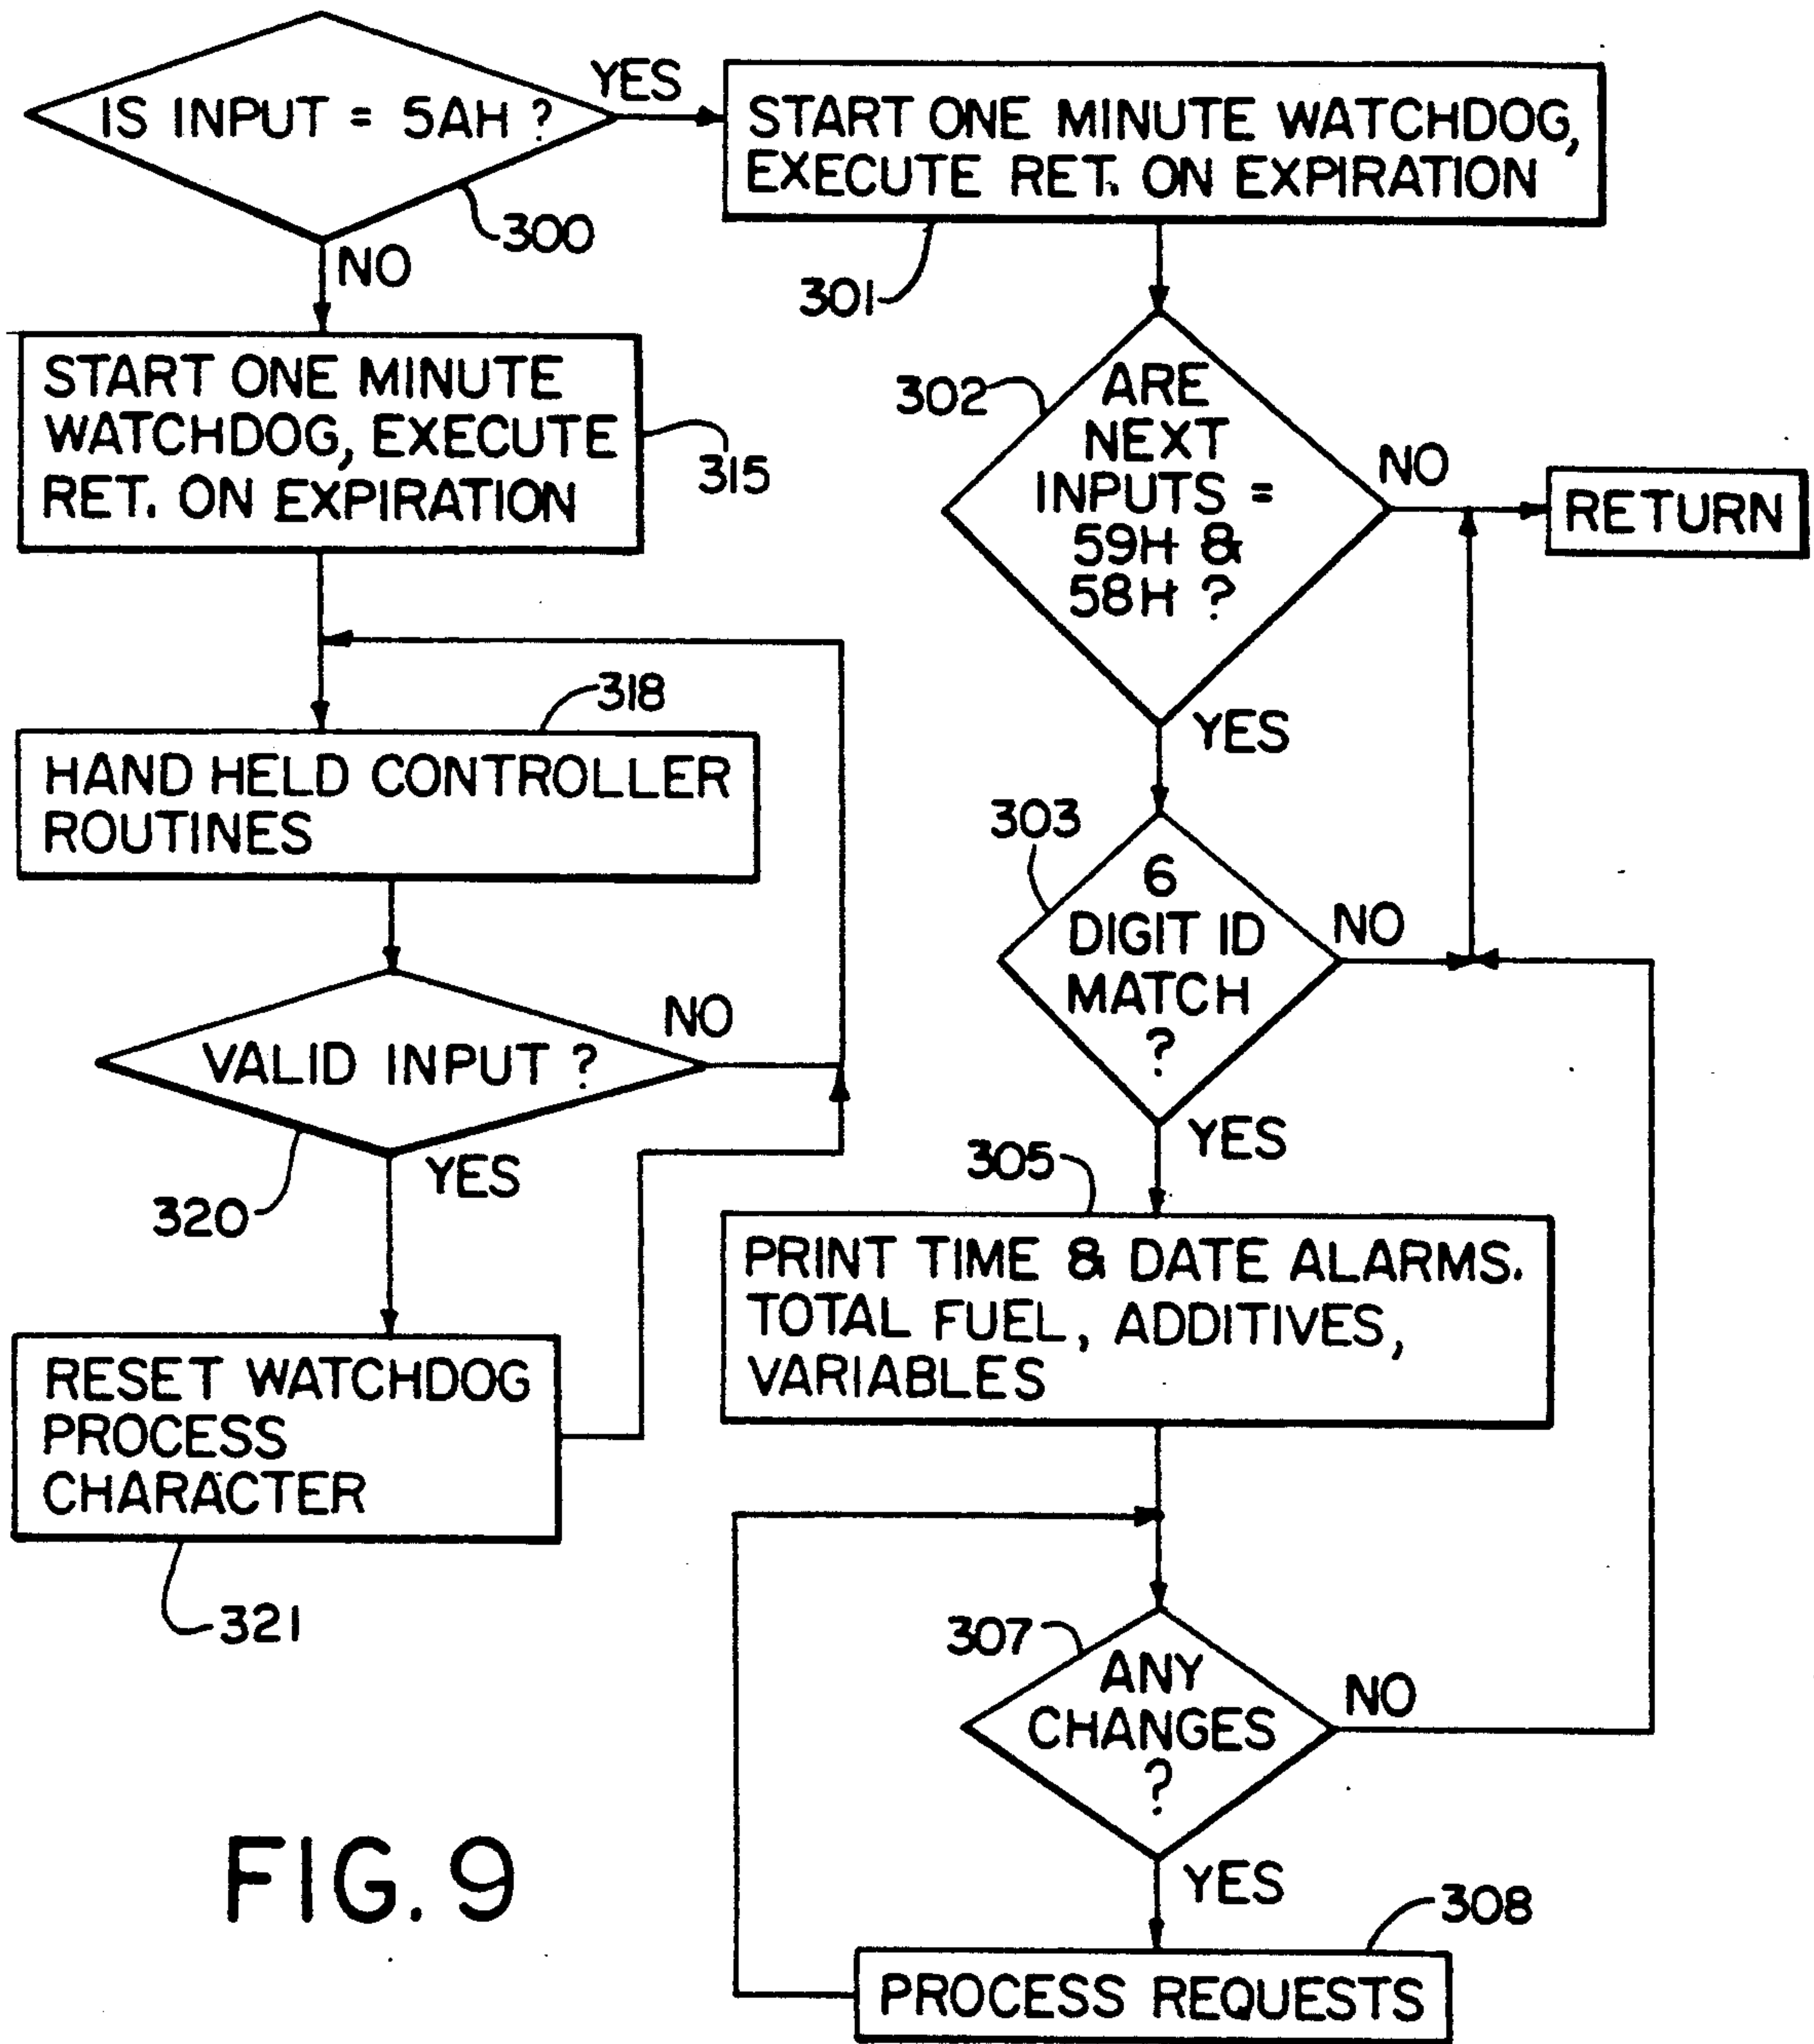 IS INPUT = 5AH ?
YES
300
NO
START ONE MINUTE WATCHDOG,
EXECUTE RET. ON EXPIRATION
301
START ONE MINUTE
WATCHDOG, EXECUTE
RET. ON EXPIRATION
315
302
ARE
NEXT
INPUTS =
59H &
58H ?
NO
RETURN
YES
318
HAND HELD CONTROLLER
ROUTINES
303
6
DIGIT ID
MATCH
?
NO
YES
VALID INPUT ?
NO
320
YES
305
PRINT TIME & DATE ALARMS.
TOTAL FUEL, ADDITIVES,
VARIABLES
RESET WATCHDOG
PROCESS
CHARACTER
321
307
ANY
CHANGES
?
NO
YES
308
PROCESS REQUESTS
FIG. 9